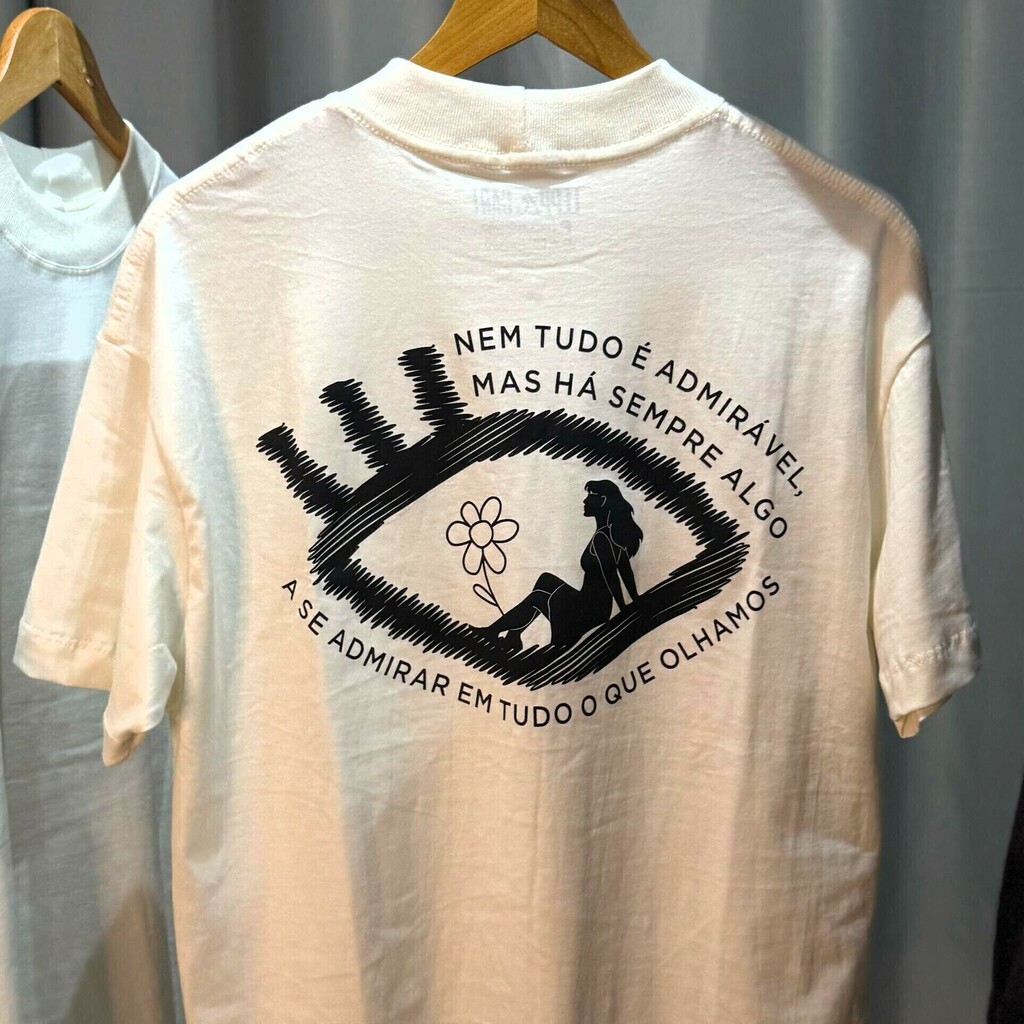 NEM TUDO É ADMIRÁVEL,
MAS HÁ SEMPRE ALGO
A SE ADMIRAR EM TUDO O QUE OLHAMOS